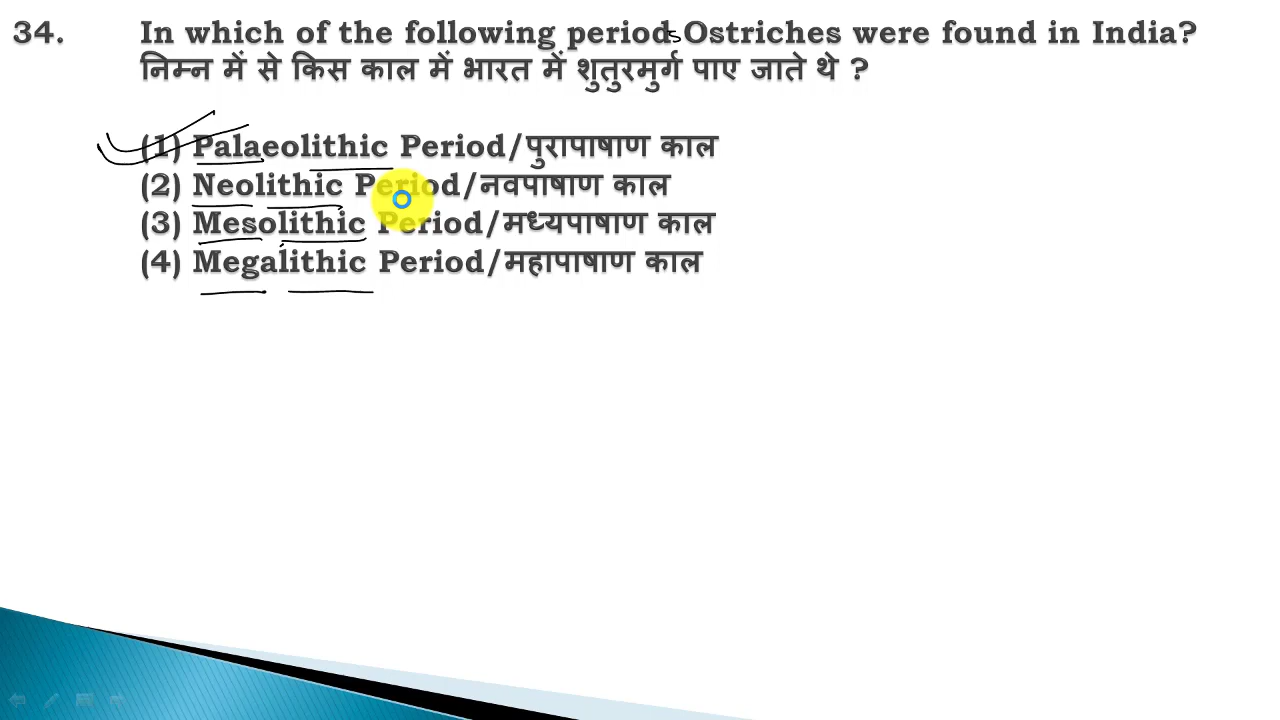 34. In which of the following periods Ostriches were found in India?
निम्न में से किस काल में भारत में शुतुरमुर्ग पाए जाते थे ?
(1) Palaeolithic Period/पुरापाषाण काल
(2) Neolithic Period/नवपाषाण काल
(3) Mesolithic Period/मध्यपाषाण काल
(4) Megalithic Period/महापाषाण काल